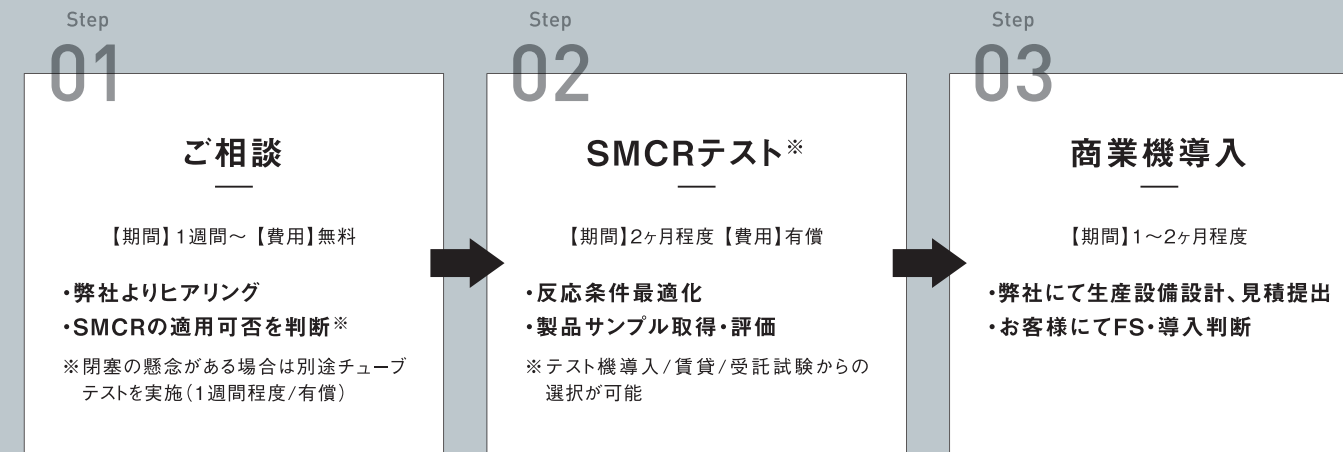 Step
01
ご相談
【期間】1週間〜【費用】無料
・弊社よりヒアリング
・SMCRの適用可否を判断※
※閉塞の懸念がある場合は別途チューブ
テストを実施（1週間程度/有償）
Step
02
SMCRテスト※
【期間】2ヶ月程度【費用】有償
・反応条件最適化
・製品サンプル取得・評価
※テスト機導入/賃貸/受託試験からの
選択が可能
Step
03
商業機導入
【期間】1〜2ヶ月程度
・弊社にて生産設備設計、見積提出
・お客様にてFS・導入判断